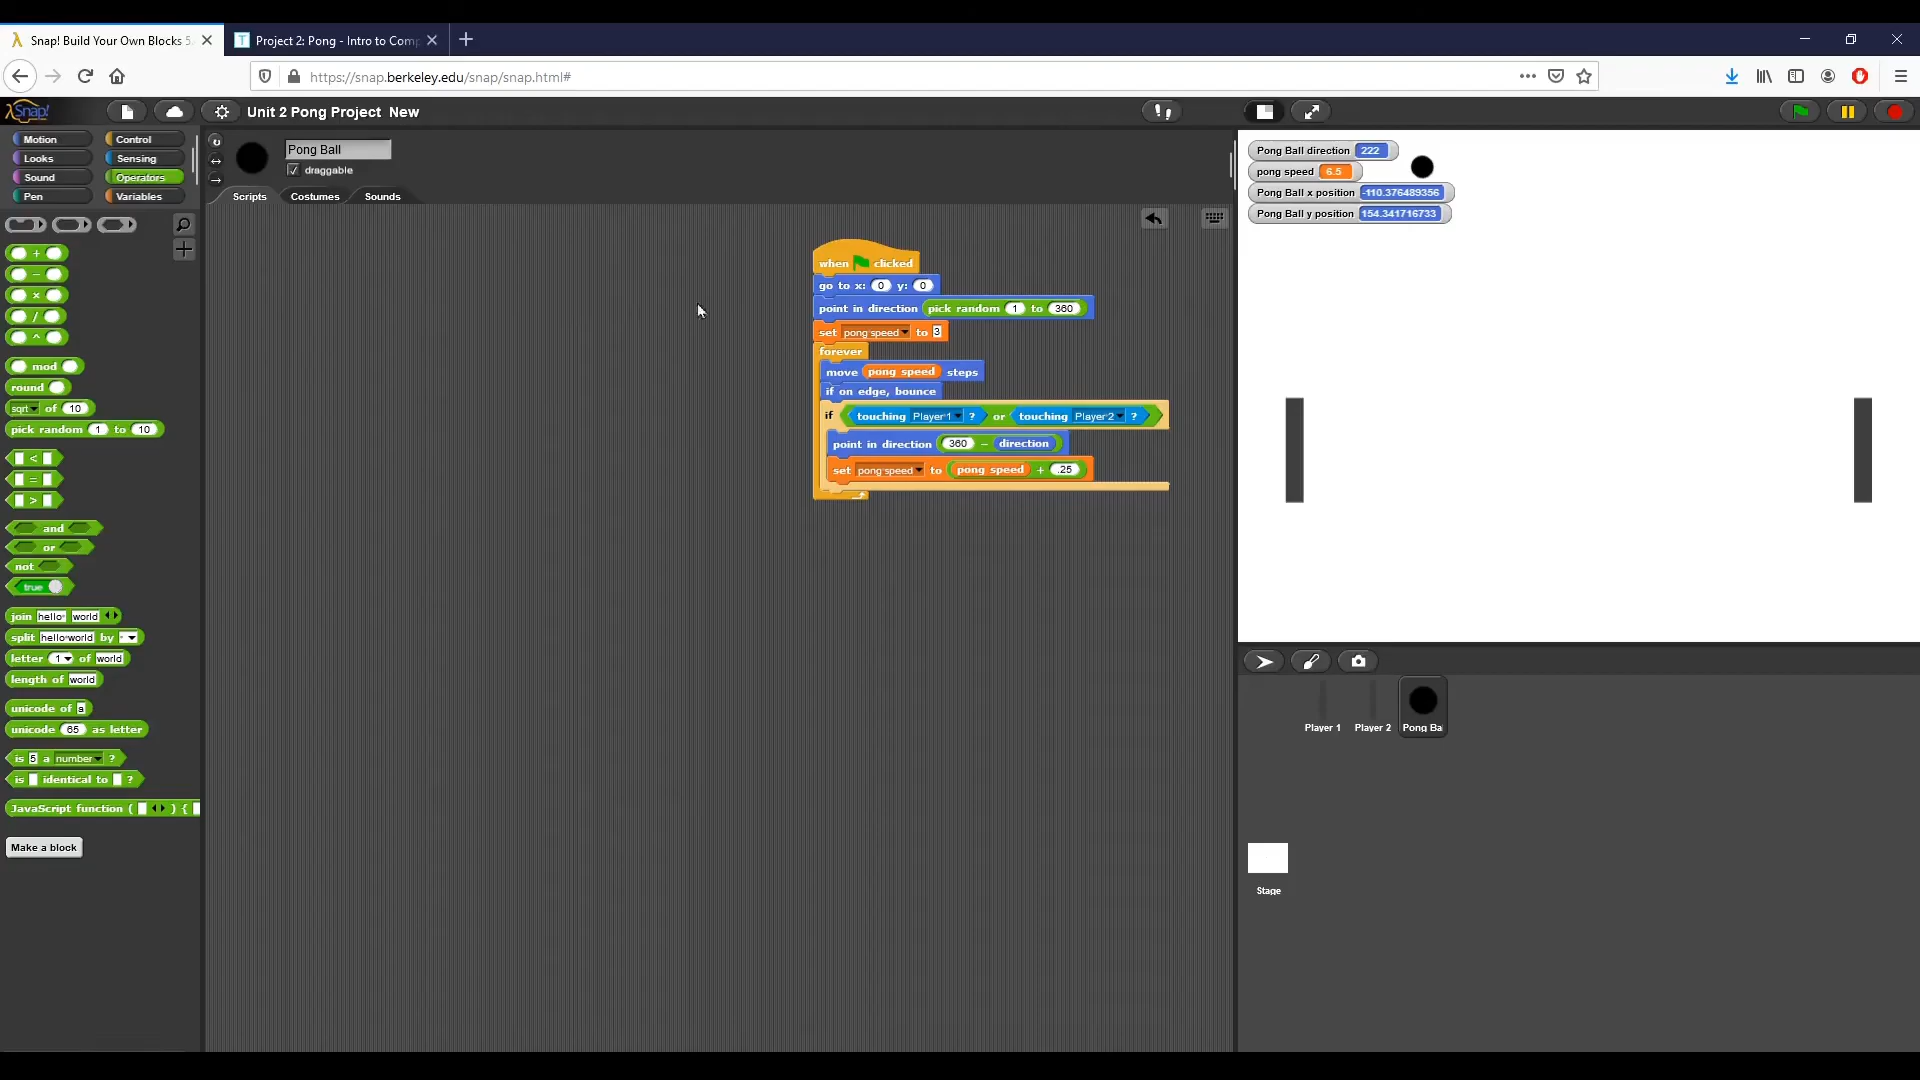 Snap! Build Your Own Blocks 5.
Project 2: Pong - Intro to Comp
https://snap.berkeley.edu/snap/snap.html#
Snap!
Unit 2 Pong Project New
Motion
Control
Looks
Sensing
Sound
Operators
Pen
Variables
Pong Ball
draggable
Scripts
Costumes
Sounds
+
−
×
/
^
mod
round
sqrt of 10
pick random 1 to 10
<
=
>
and
or
not
true
join hello world
split hello world by
letter 1 of world
length of world
unicode of a
unicode 65 as letter
is 5 a number ?
is identical to ?
JavaScript function ( ) {
Make a block
when clicked
go to x: 0 y: 0
point in direction pick random 1 to 360
set pong speed to 3
forever
move pong speed steps
if on edge, bounce
if touching Player 1 ? or touching Player 2 ?
point in direction 360 − direction
set pong speed to pong speed + .25
Pong Ball direction 222
pong speed 6.5
Pong Ball x position -110.376489356
Pong Ball y position 154.341716733
Player 1
Player 2
Pong Ba
Stage